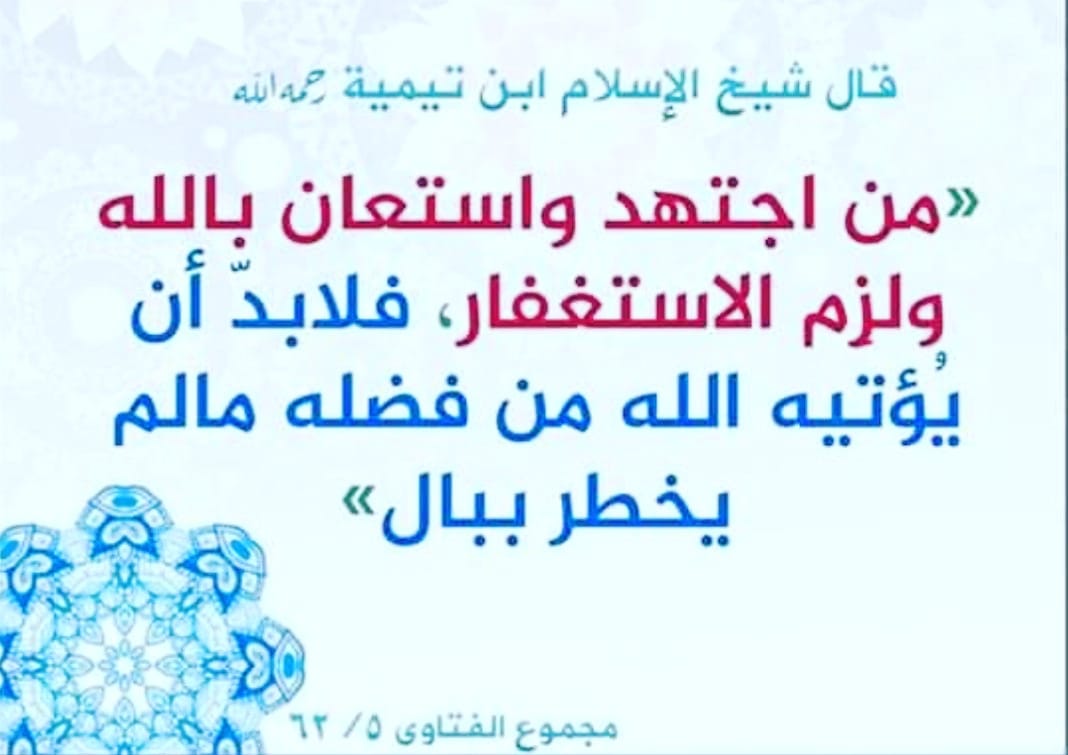 قال شيخ الإسلام ابن تيمية رحمه الله
«من اجتهد واستعان بالله
ولزم الاستغفار، فلابدّ أن
يُؤتيه الله من فضله مالم
يخطر ببال»
مجموع الفتاوى ٥/ ٦٢